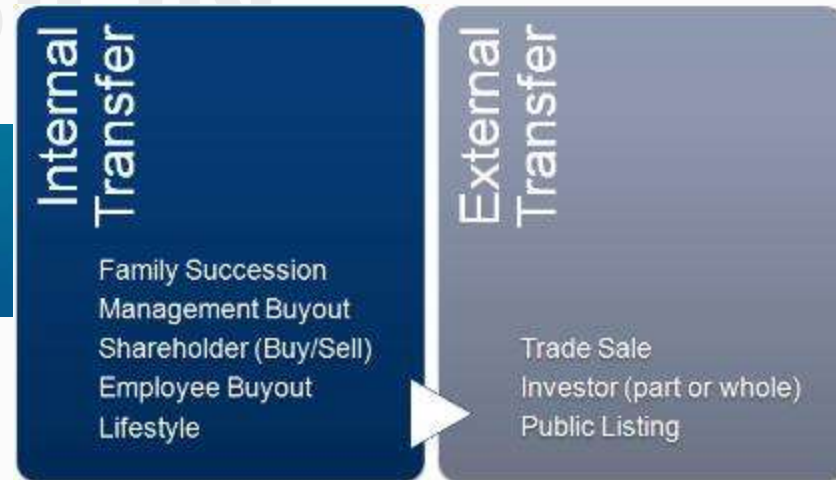 Internal
Transfer
Family Succession
Management Buyout
Shareholder (Buy/Sell)
Employee Buyout
Lifestyle
External
Transfer
Trade Sale
Investor (part or whole)
Public Listing